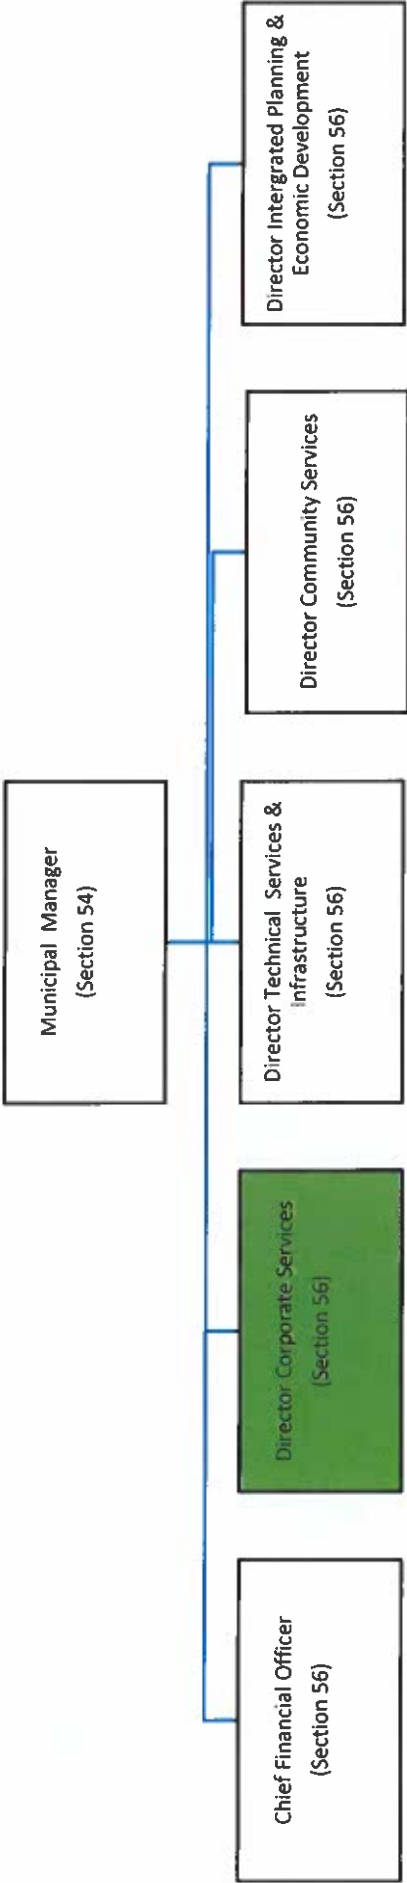 Municipal Manager
(Section 54)
Chief Financial Officer
(Section 56)
Director Corporate Services
(Section 56)
Director Technical Services &
Infrastructure
(Section 56)
Director Community Services
(Section 56)
Director Intergrated Planning &
Economic Development
(Section 56)